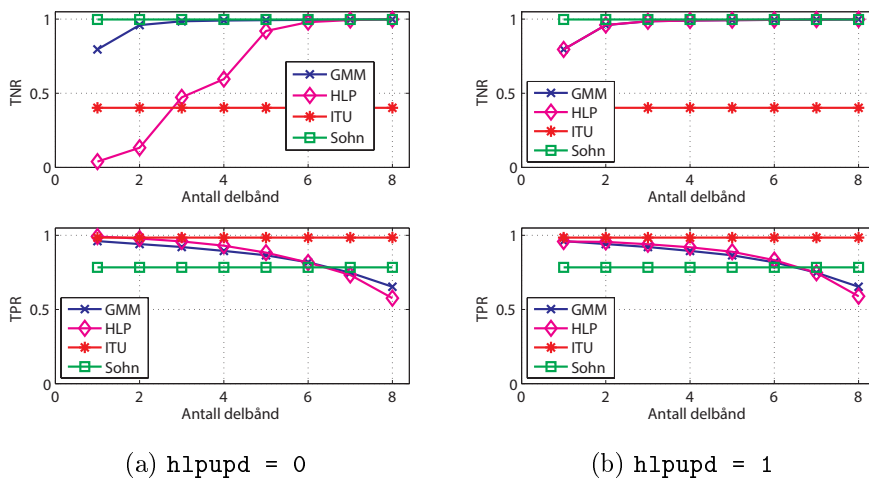 1
0.5
0
TNR
0 2 4 6 8
Antall delbånd
GMM
HLP
ITU
Sohn
1
0.5
0
TNR
0 2 4 6 8
Antall delbånd
GMM
HLP
ITU
Sohn
1
0.5
0
TPR
0 2 4 6 8
Antall delbånd
GMM
HLP
ITU
Sohn
1
0.5
0
TPR
0 2 4 6 8
Antall delbånd
GMM
HLP
ITU
Sohn
(a) hlpupd = 0
(b) hlpupd = 1